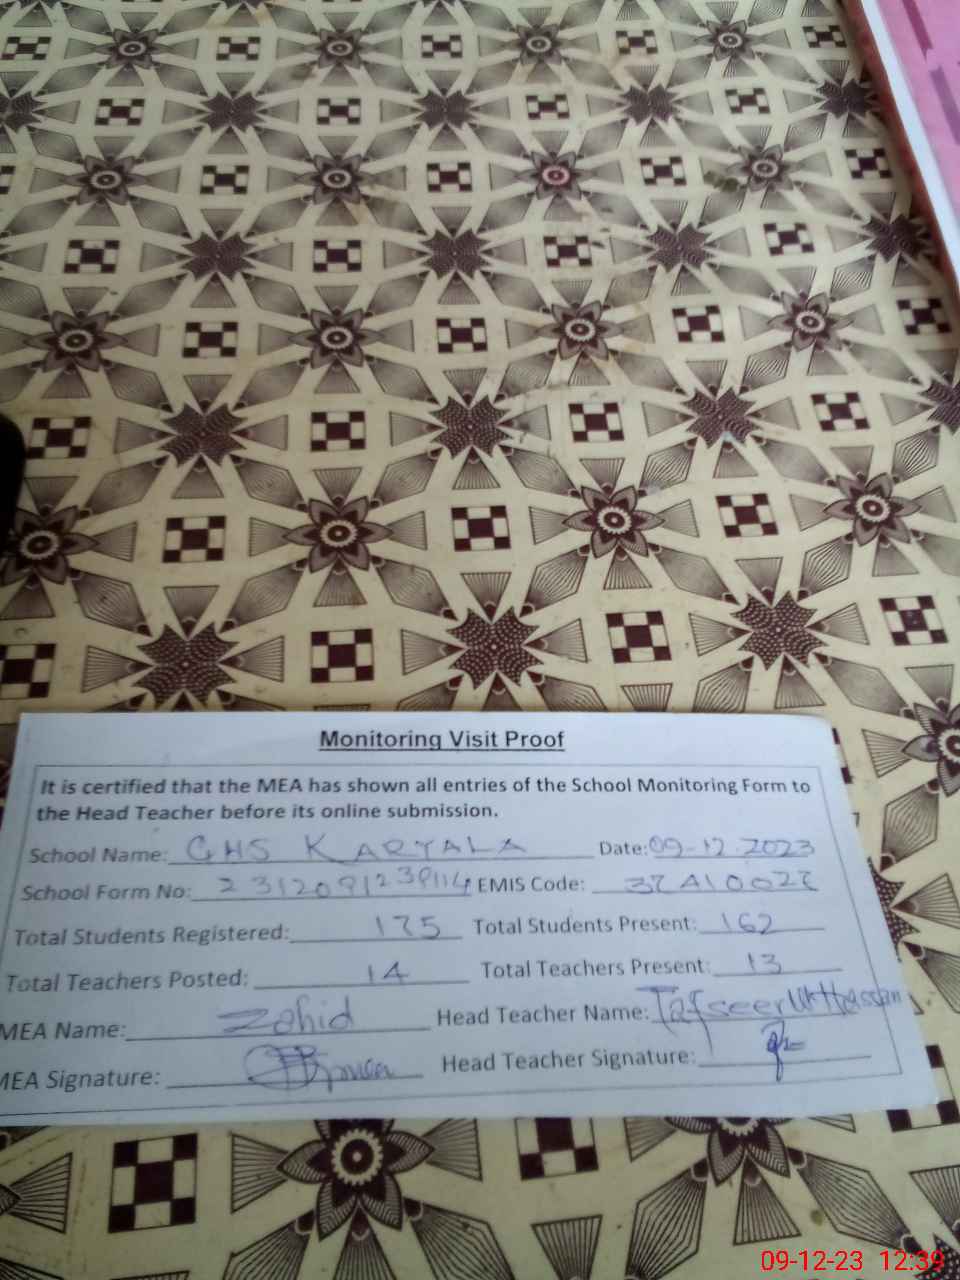 Monitoring Visit Proof
It is certified that the MEA has shown all entries of the School Monitoring Form to
the Head Teacher before its online submission.
School Name: GHS KARYALA Date: 09-12-2023
School Form No: EMIS Code:
Total Students Registered: 175 Total Students Present: 162
Total Teachers Posted: 14 Total Teachers Present: 13
MEA Name: Zahid Head Teacher Name: Tafseer Ul Hassan
MEA Signature: Head Teacher Signature:
09-12-23 12:39